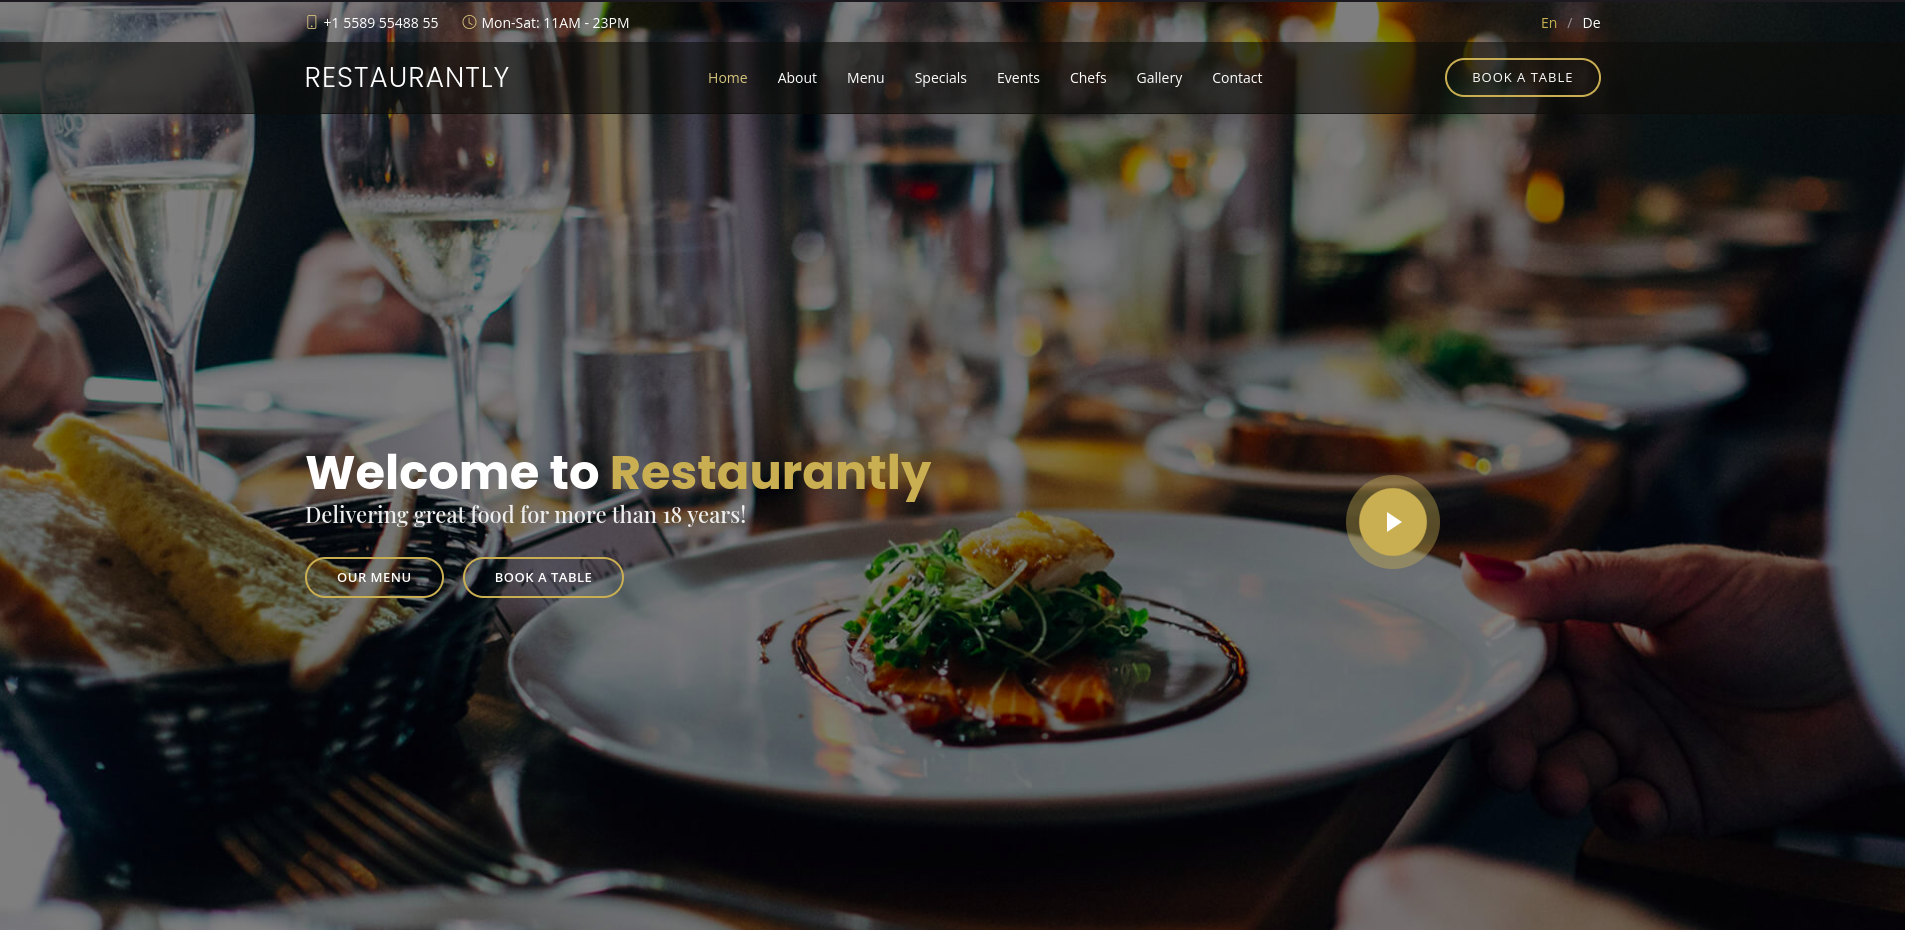 +1 5589 55488 55 Mon-Sat: 11AM - 23PM En / De
RESTAURANTLY Home About Menu Specials Events Chefs Gallery Contact BOOK A TABLE
Welcome to Restaurantly
Delivering great food for more than 18 years!
OUR MENU BOOK A TABLE